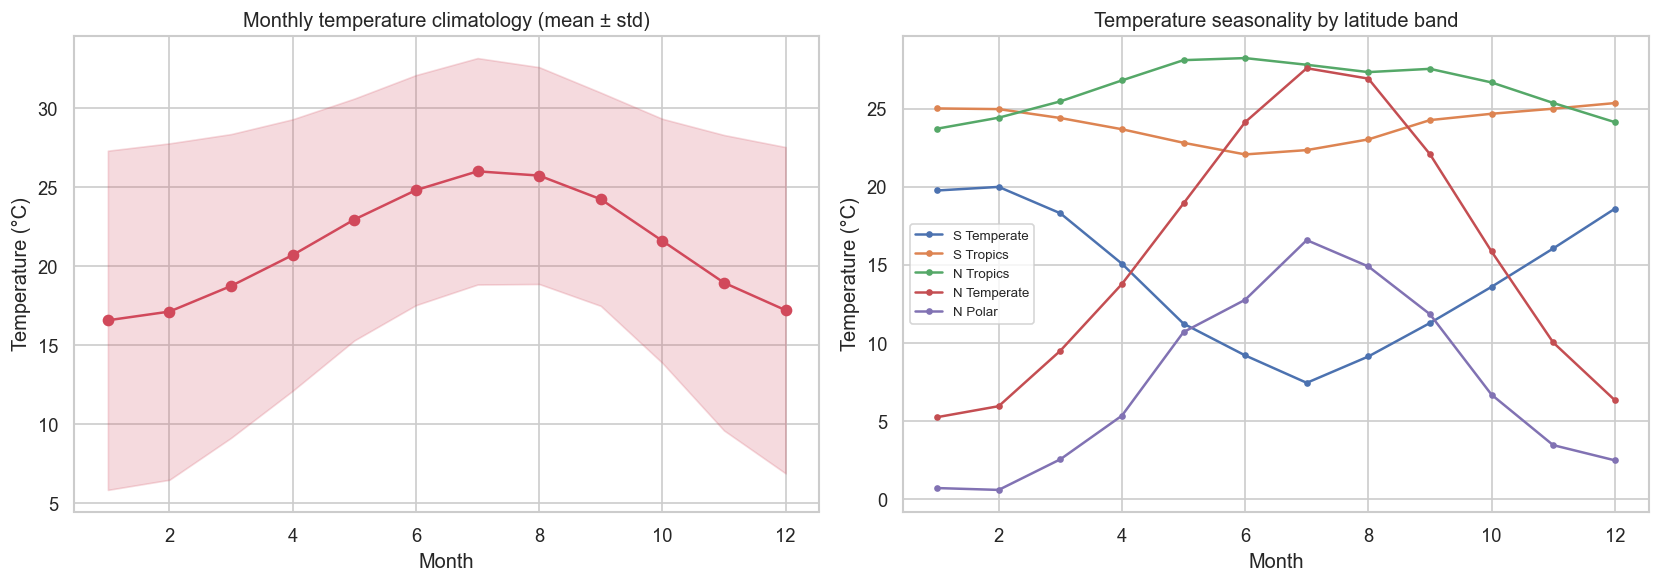 Monthly temperature climatology (mean ± std)
Temperature (°C)
30
25
20
15
10
5
2 4 6 8 10 12
Month
Temperature seasonality by latitude band
Temperature (°C)
25
20
15
10
5
0
S Temperate
S Tropics
N Tropics
N Temperate
N Polar
2 4 6 8 10 12
Month